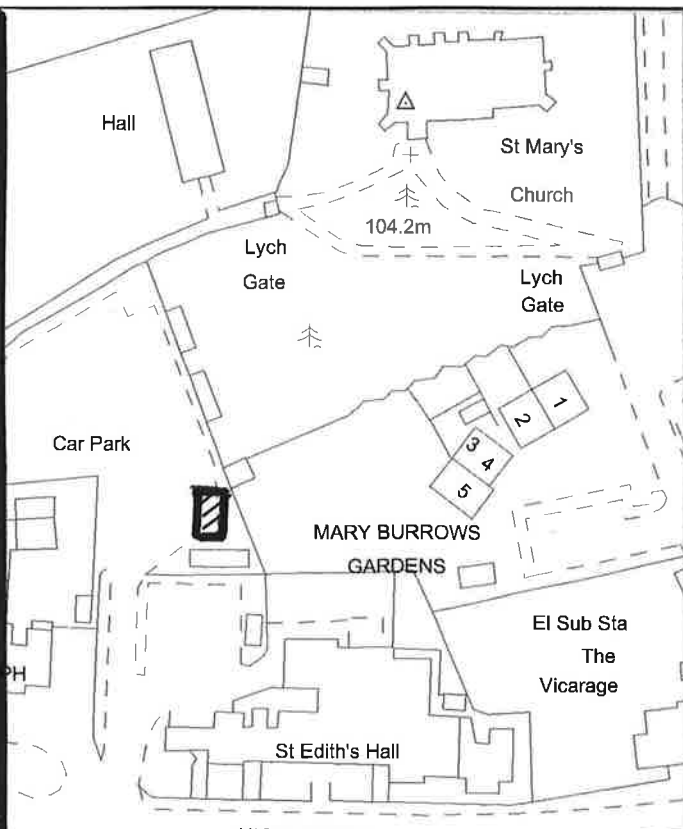 Hall
St Mary's
Church
104.2m
Lych
Gate
Lych
Gate
Car Park
1
2
3
4
5
MARY BURROWS
GARDENS
El Sub Sta
The
Vicarage
PH
St Edith's Hall